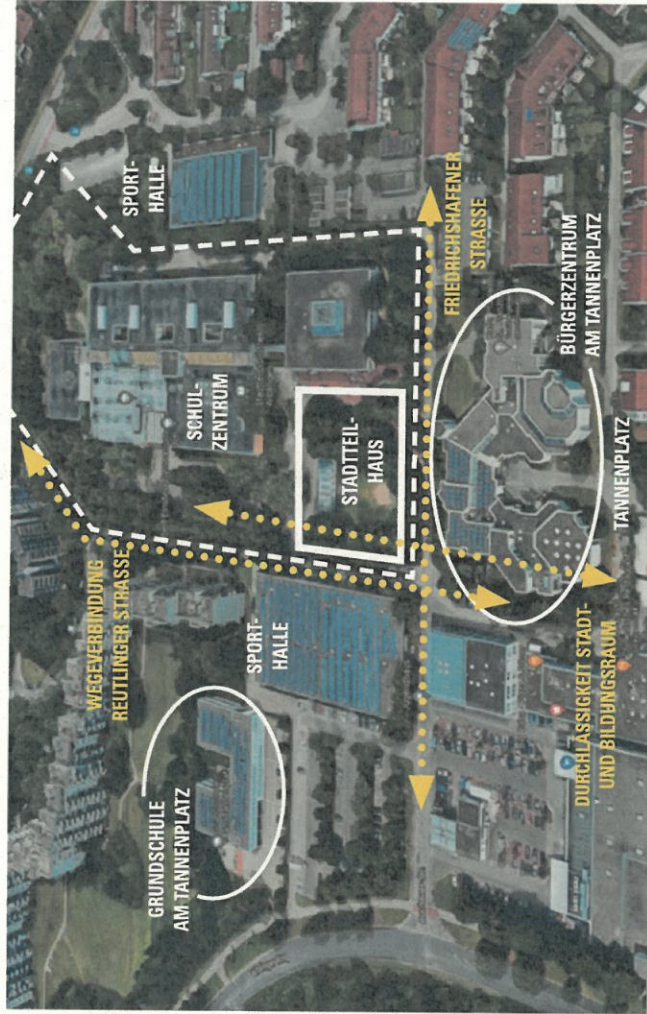 WEGEVERBINDUNG
REUTLINGER STRASSE
SPORT-
HALLE
SCHUL-
ZENTRUM
GRUNDSCHULE
AM TANNENPLATZ
SPORT-
HALLE
STADTTEIL-
HAUS
FRIEDRICHSHAFENER
STRASSE
DURCHLÄSSIGKEIT STADT-
UND BILDUNGSRAUM
TANNENPLATZ
BÜRGERZENTRUM
AM TANNENPLATZ